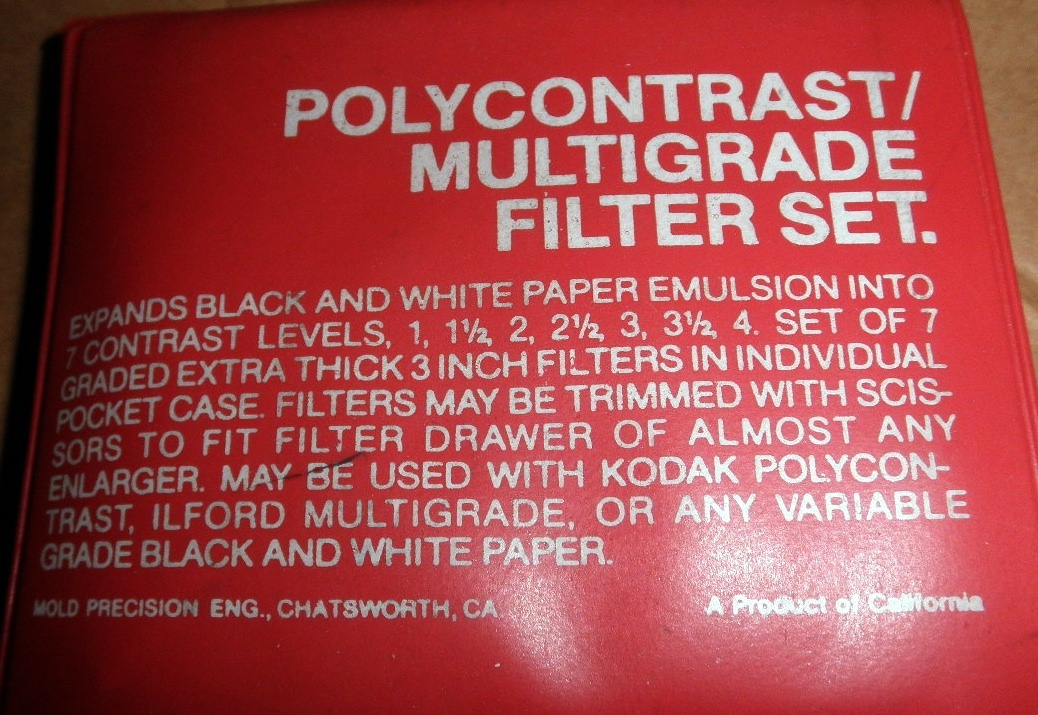 POLYCONTRAST/
MULTIGRADE
FILTER SET.
EXPANDS BLACK AND WHITE PAPER EMULSION INTO
7 CONTRAST LEVELS, 1, 1½, 2, 2½, 3, 3½, 4. SET OF 7
GRADED EXTRA THICK 3 INCH FILTERS IN INDIVIDUAL
POCKET CASE. FILTERS MAY BE TRIMMED WITH SCIS-
SORS TO FIT FILTER DRAWER OF ALMOST ANY
ENLARGER. MAY BE USED WITH KODAK POLYCON-
TRAST, ILFORD MULTIGRADE, OR ANY VARIABLE
GRADE BLACK AND WHITE PAPER.
MOLD PRECISION ENG., CHATSWORTH, CA
A Product of California